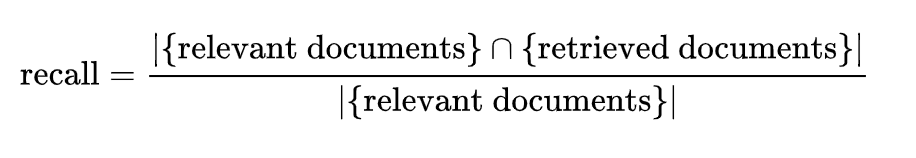 recall = |{relevant documents} ∩ {retrieved documents}|
|{relevant documents}|